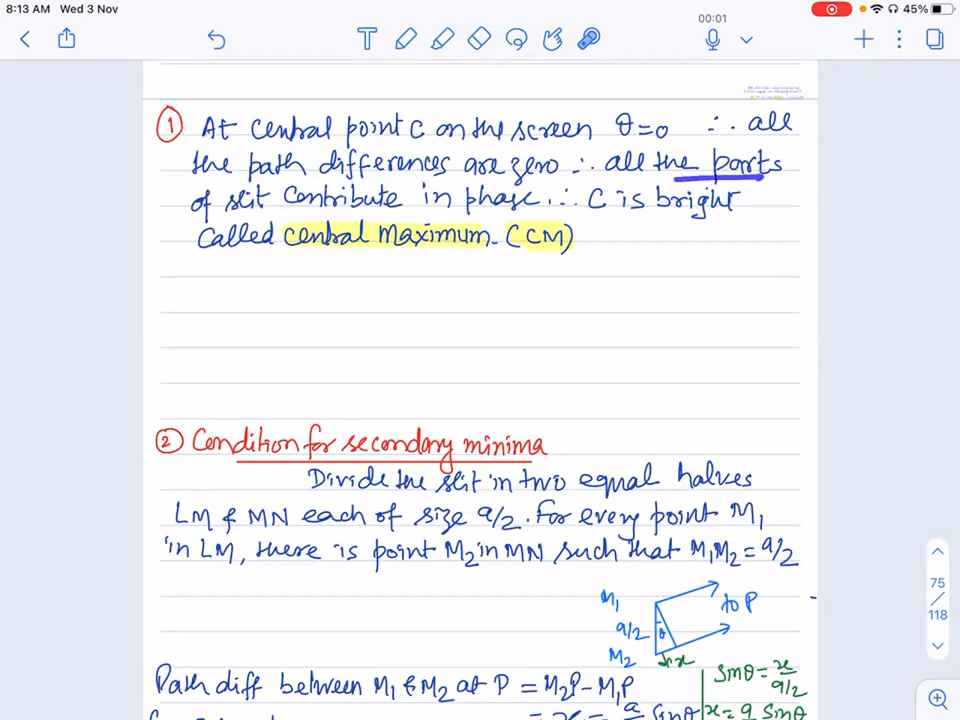 8:13 AM Wed 3 Nov
00:01
45%
① At central point C on the screen θ=0 ∴ all
the path differences are zero ∴ all the parts
of slit contribute in phase ∴ C is bright
called central maximum. (CM)
② Condition for secondary minima
Divide the slit in two equal halves
LM & MN each of size a/2. For every point M₁
in LM, there is point M₂ in MN such that M₁M₂ = a/2
M₁
to P
a/2
θ
M₂
x
sinθ = x/a/2
Path diff between M₁ & M₂ at P = M₂P - M₁P
x = a sinθ
= x = a sinθ
75
/
118